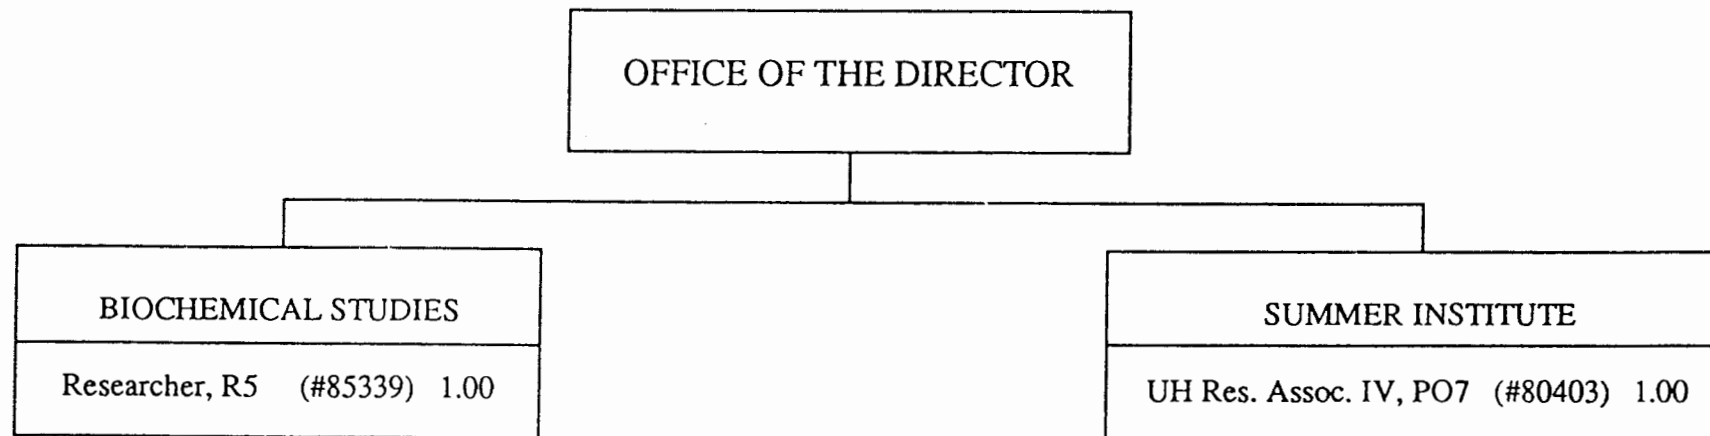 OFFICE OF THE DIRECTOR
BIOCHEMICAL STUDIES
Researcher, R5 (#85339) 1.00
SUMMER INSTITUTE
UH Res. Assoc. IV, PO7 (#80403) 1.00